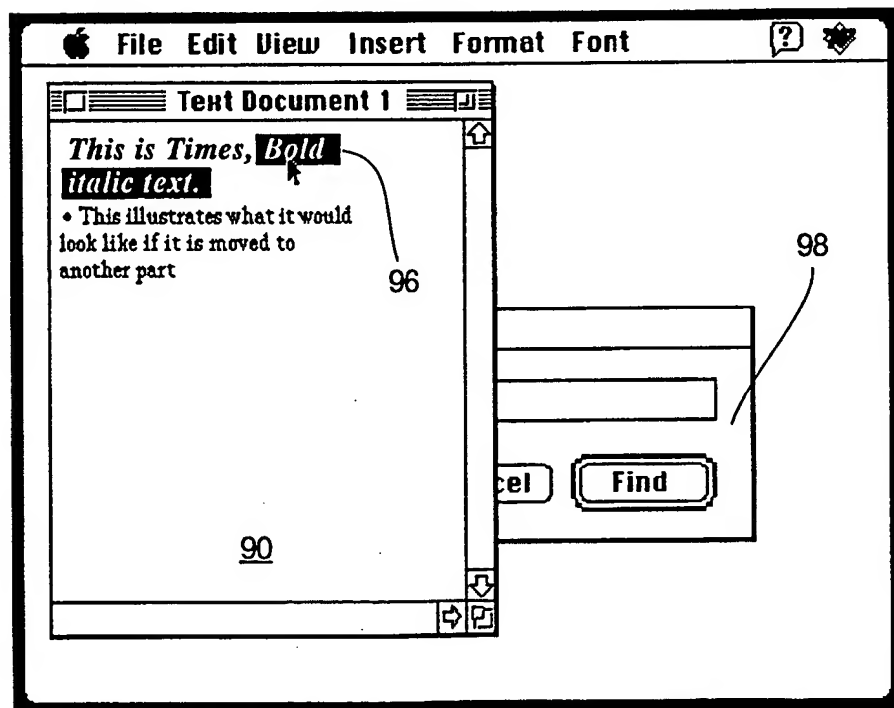 File Edit View Insert Format Font ?
Text Document 1
This is Times, Bold
italic text.
• This illustrates what it would
look like if it is moved to
another part
96
98
cel Find
90